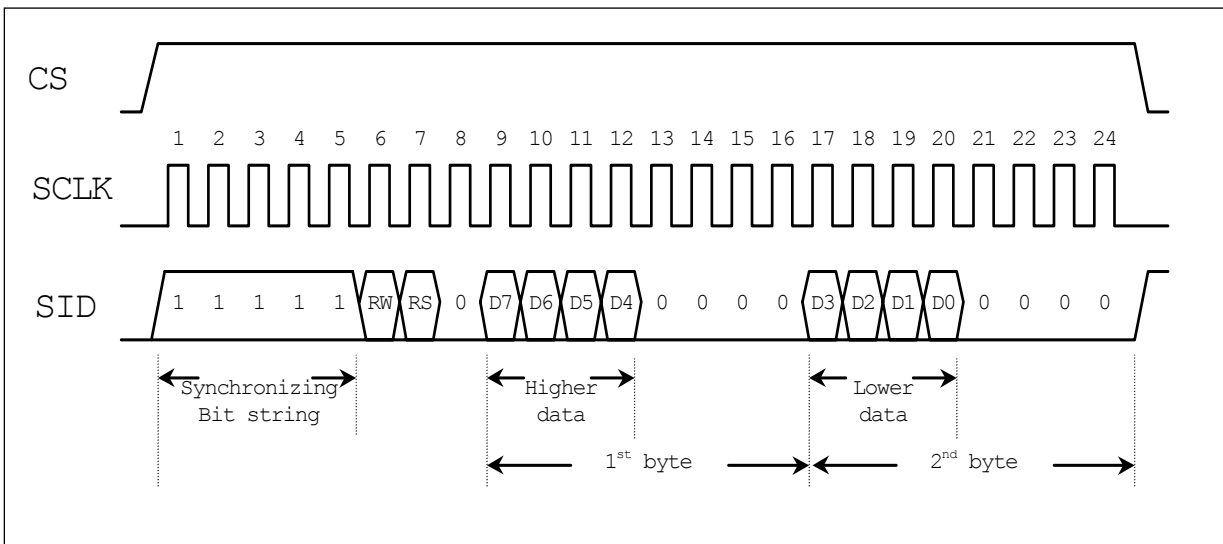 CS
1 2 3 4 5 6 7 8 9 10 11 12 13 14 15 16 17 18 19 20 21 22 23 24
SCLK
SID 1 1 1 1 1 RW RS 0 D7 D6 D5 D4 0 0 0 0 D3 D2 D1 D0 0 0 0 0
Synchronizing Higher Lower
Bit string data data
1st byte 2nd byte